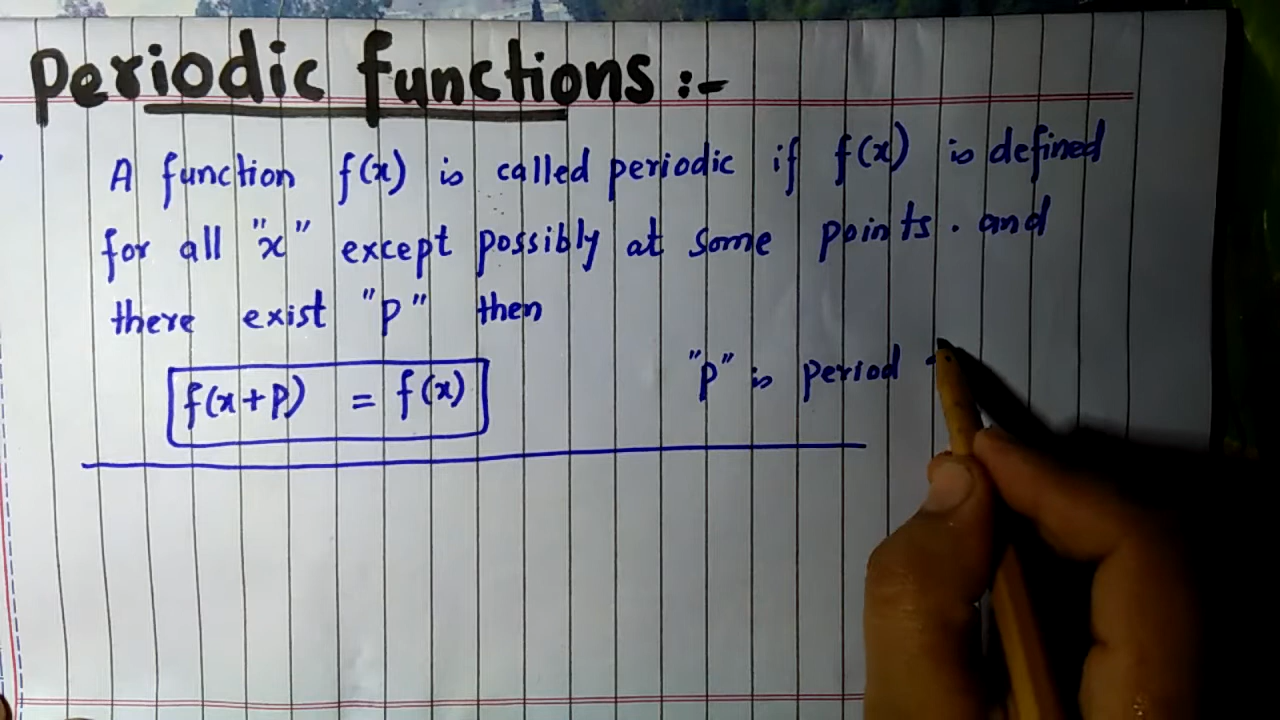 Periodic functions :-
A function f(x) is called periodic if f(x) is defined
for all "x" except possibly at some points. and
there exist "p" then
f(x+p) = f(x)
"p" is period